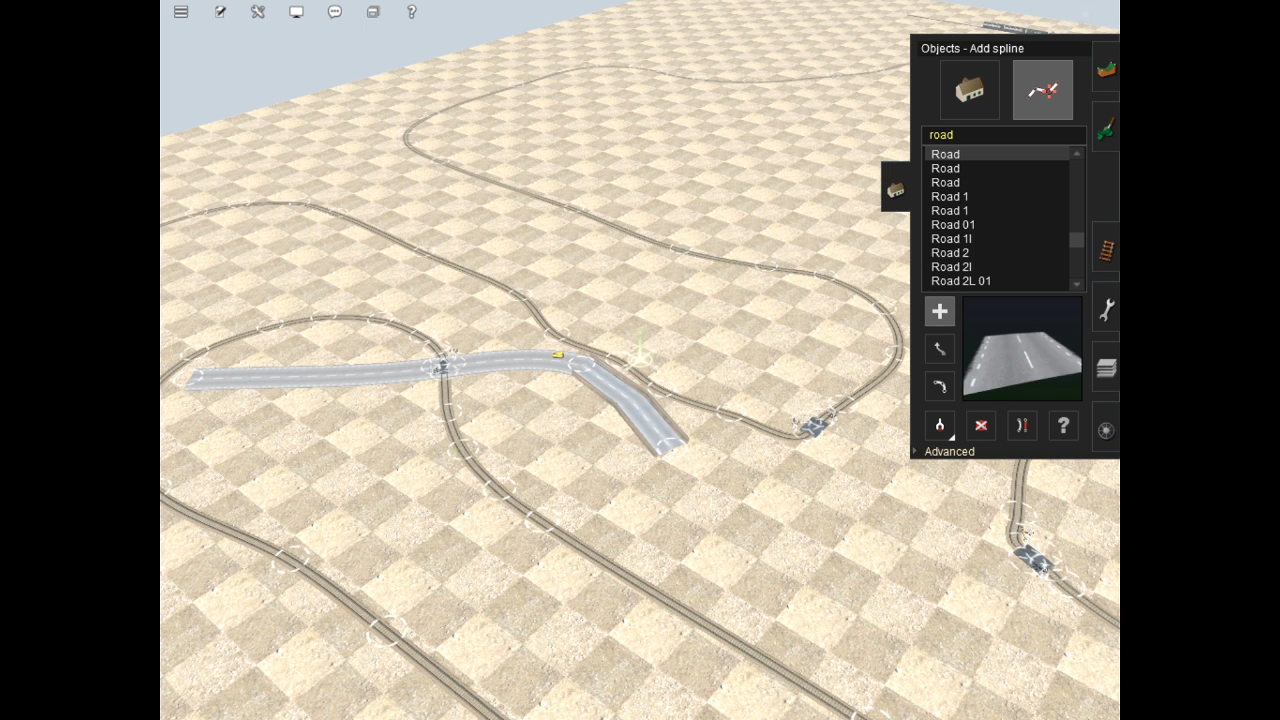 Objects - Add spline
road
Road
Road
Road
Road 1
Road 1
Road 01
Road 1l
Road 2
Road 2l
Road 2L 01
?
Advanced